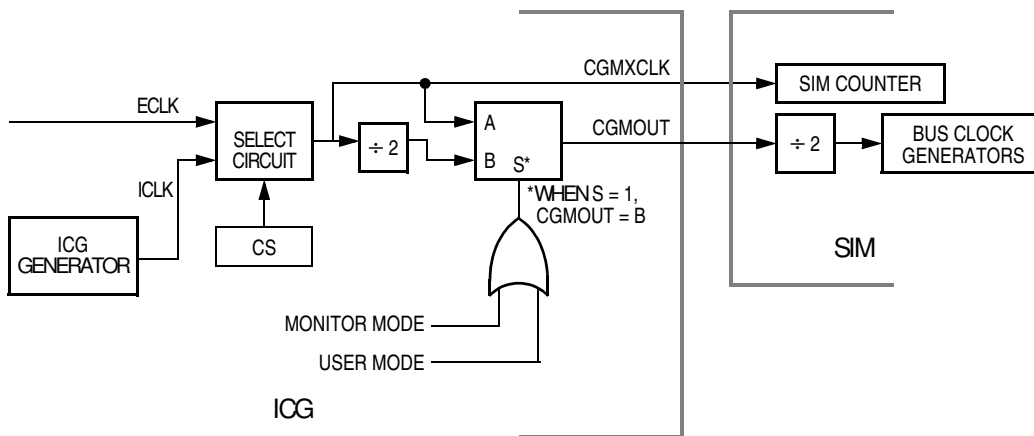 CGMXCLK
SIM COUNTER
ECLK
SELECT
CIRCUIT
÷ 2
A
B
S*
CGMOUT
÷ 2
BUS CLOCK
GENERATORS
ICLK
*WHEN S = 1,
CGMOUT = B
ICG
GENERATOR
CS
SIM
MONITOR MODE
USER MODE
ICG